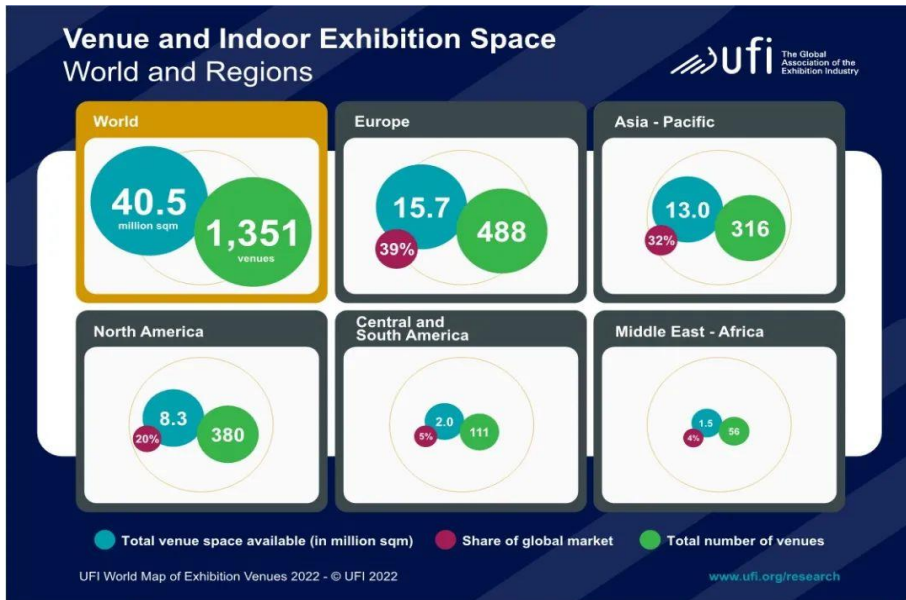 Venue and Indoor Exhibition Space
World and Regions
ufi
The Global
Association of the
Exhibition Industry
World
40.5
million sqm
1,351
venues
Europe
15.7
39%
488
Asia - Pacific
13.0
32%
316
North America
8.3
20%
380
Central and
South America
2.0
5%
111
Middle East - Africa
1.5
4%
56
Total venue space available (in million sqm)
Share of global market
Total number of venues
UFI World Map of Exhibition Venues 2022 - © UFI 2022
www.ufi.org/research